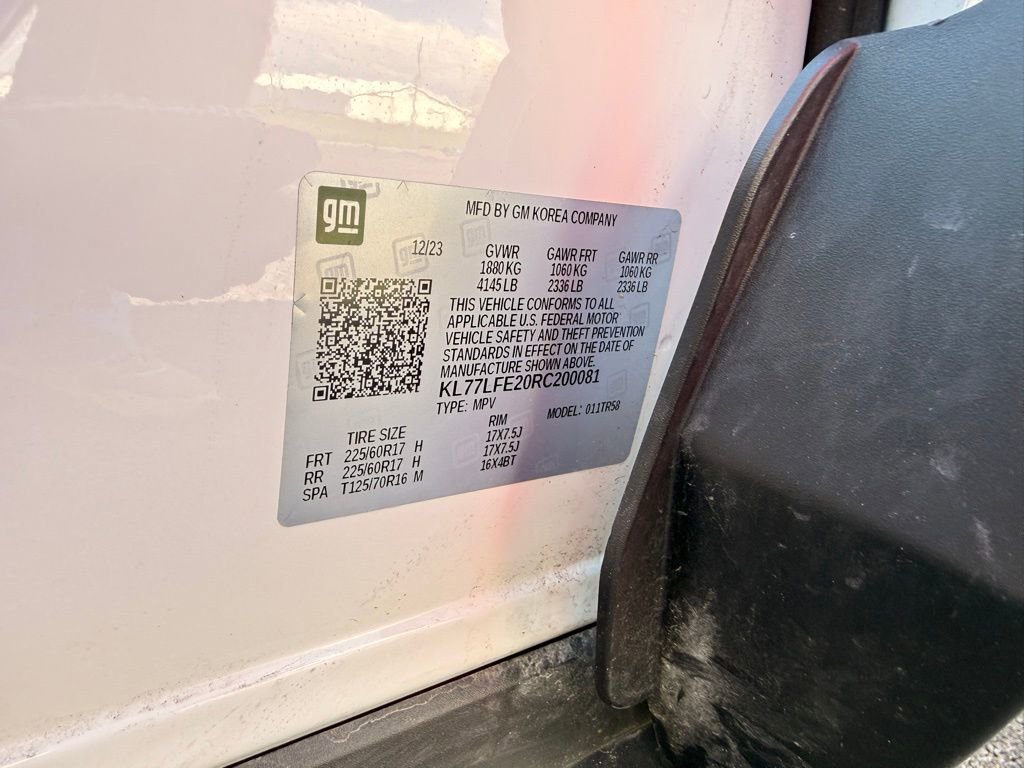 gm
MFD BY GM KOREA COMPANY
12/23
GVWR GAWR FRT GAWR RR
1880 KG 1060 KG 1060 KG
4145 LB 2336 LB 2336 LB
THIS VEHICLE CONFORMS TO ALL
APPLICABLE U.S. FEDERAL MOTOR
VEHICLE SAFETY AND THEFT PREVENTION
STANDARDS IN EFFECT ON THE DATE OF
MANUFACTURE SHOWN ABOVE.
KL77LFE20RC200081
TYPE: MPV MODEL: 011TR58
TIRE SIZE RIM
FRT 225/60R17 H 17X7.5J
RR 225/60R17 H 17X7.5J
SPA T125/70R16 M 16X4BT